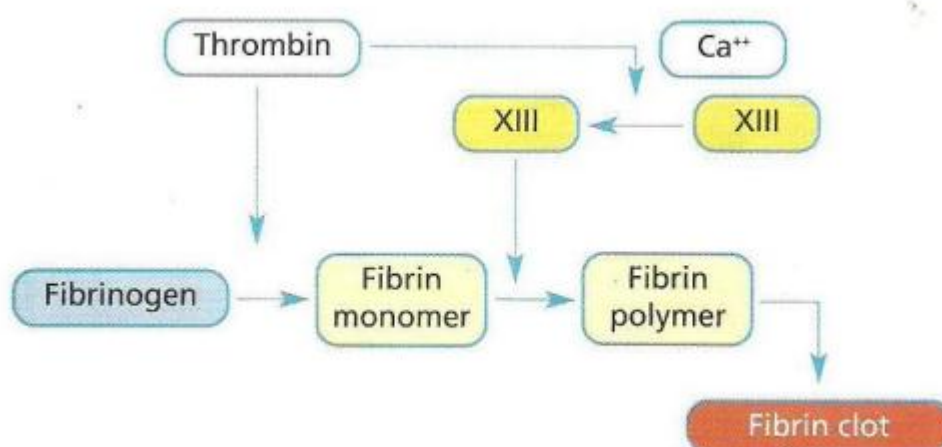 Thrombin
Ca⁺⁺
XIII
XIII
Fibrinogen
Fibrin
monomer
Fibrin
polymer
Fibrin clot